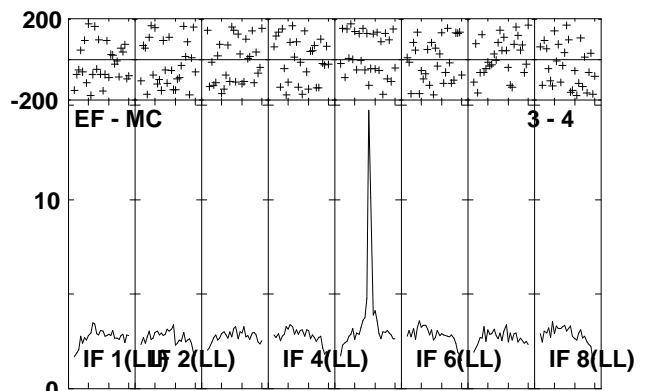 200
-200
EF - MC 3 - 4
10
IF 1(LL) IF 2(LL) IF 4(LL) IF 6(LL) IF 8(LL)
0